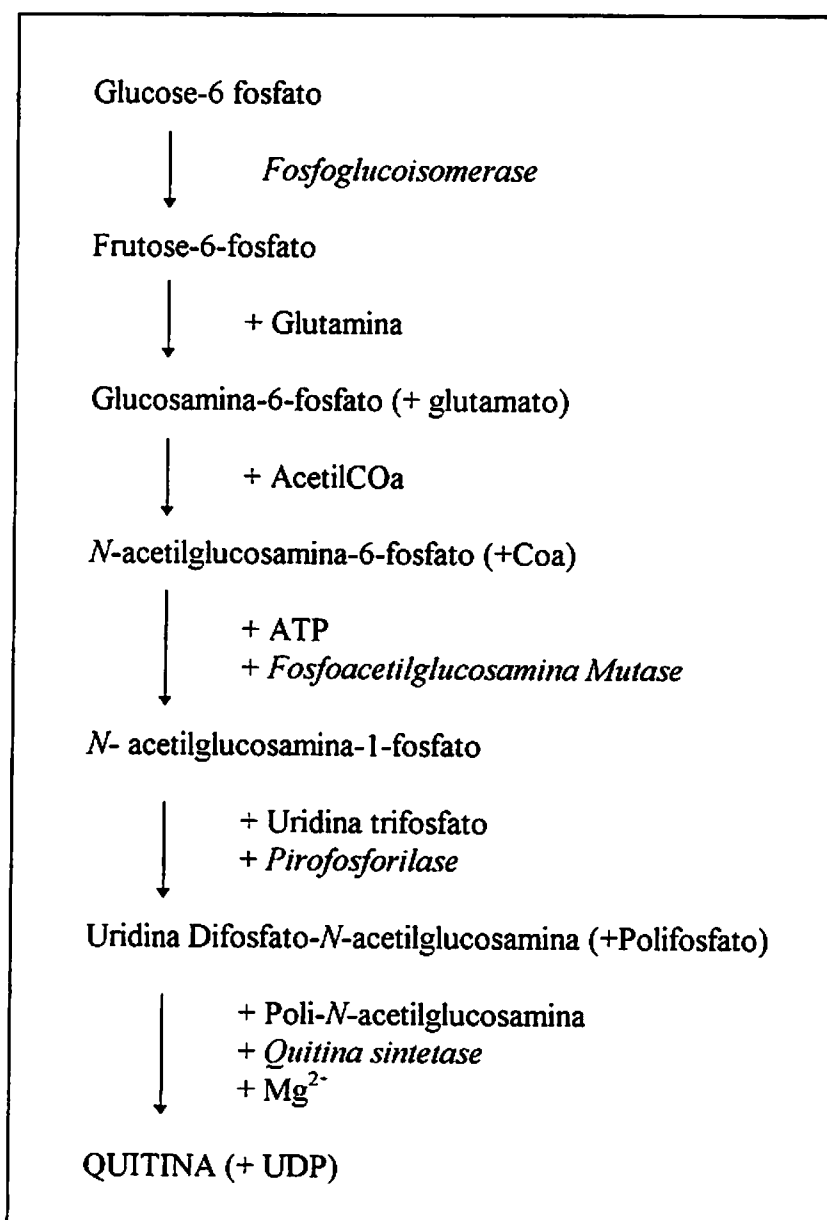 Glucose-6 fosfato
Fosfoglucoisomerase
Frutose-6-fosfato
+ Glutamina
Glucosamina-6-fosfato (+ glutamato)
+ AcetilCOa
N-acetilglucosamina-6-fosfato (+Coa)
+ ATP
+ Fosfoacetilglucosamina Mutase
N- acetilglucosamina-1-fosfato
+ Uridina trifosfato
+ Pirofosforilase
Uridina Difosfato-N-acetilglucosamina (+Polifosfato)
+ Poli-N-acetilglucosamina
+ Quitina sintetase
+ Mg²⁺
QUITINA (+ UDP)